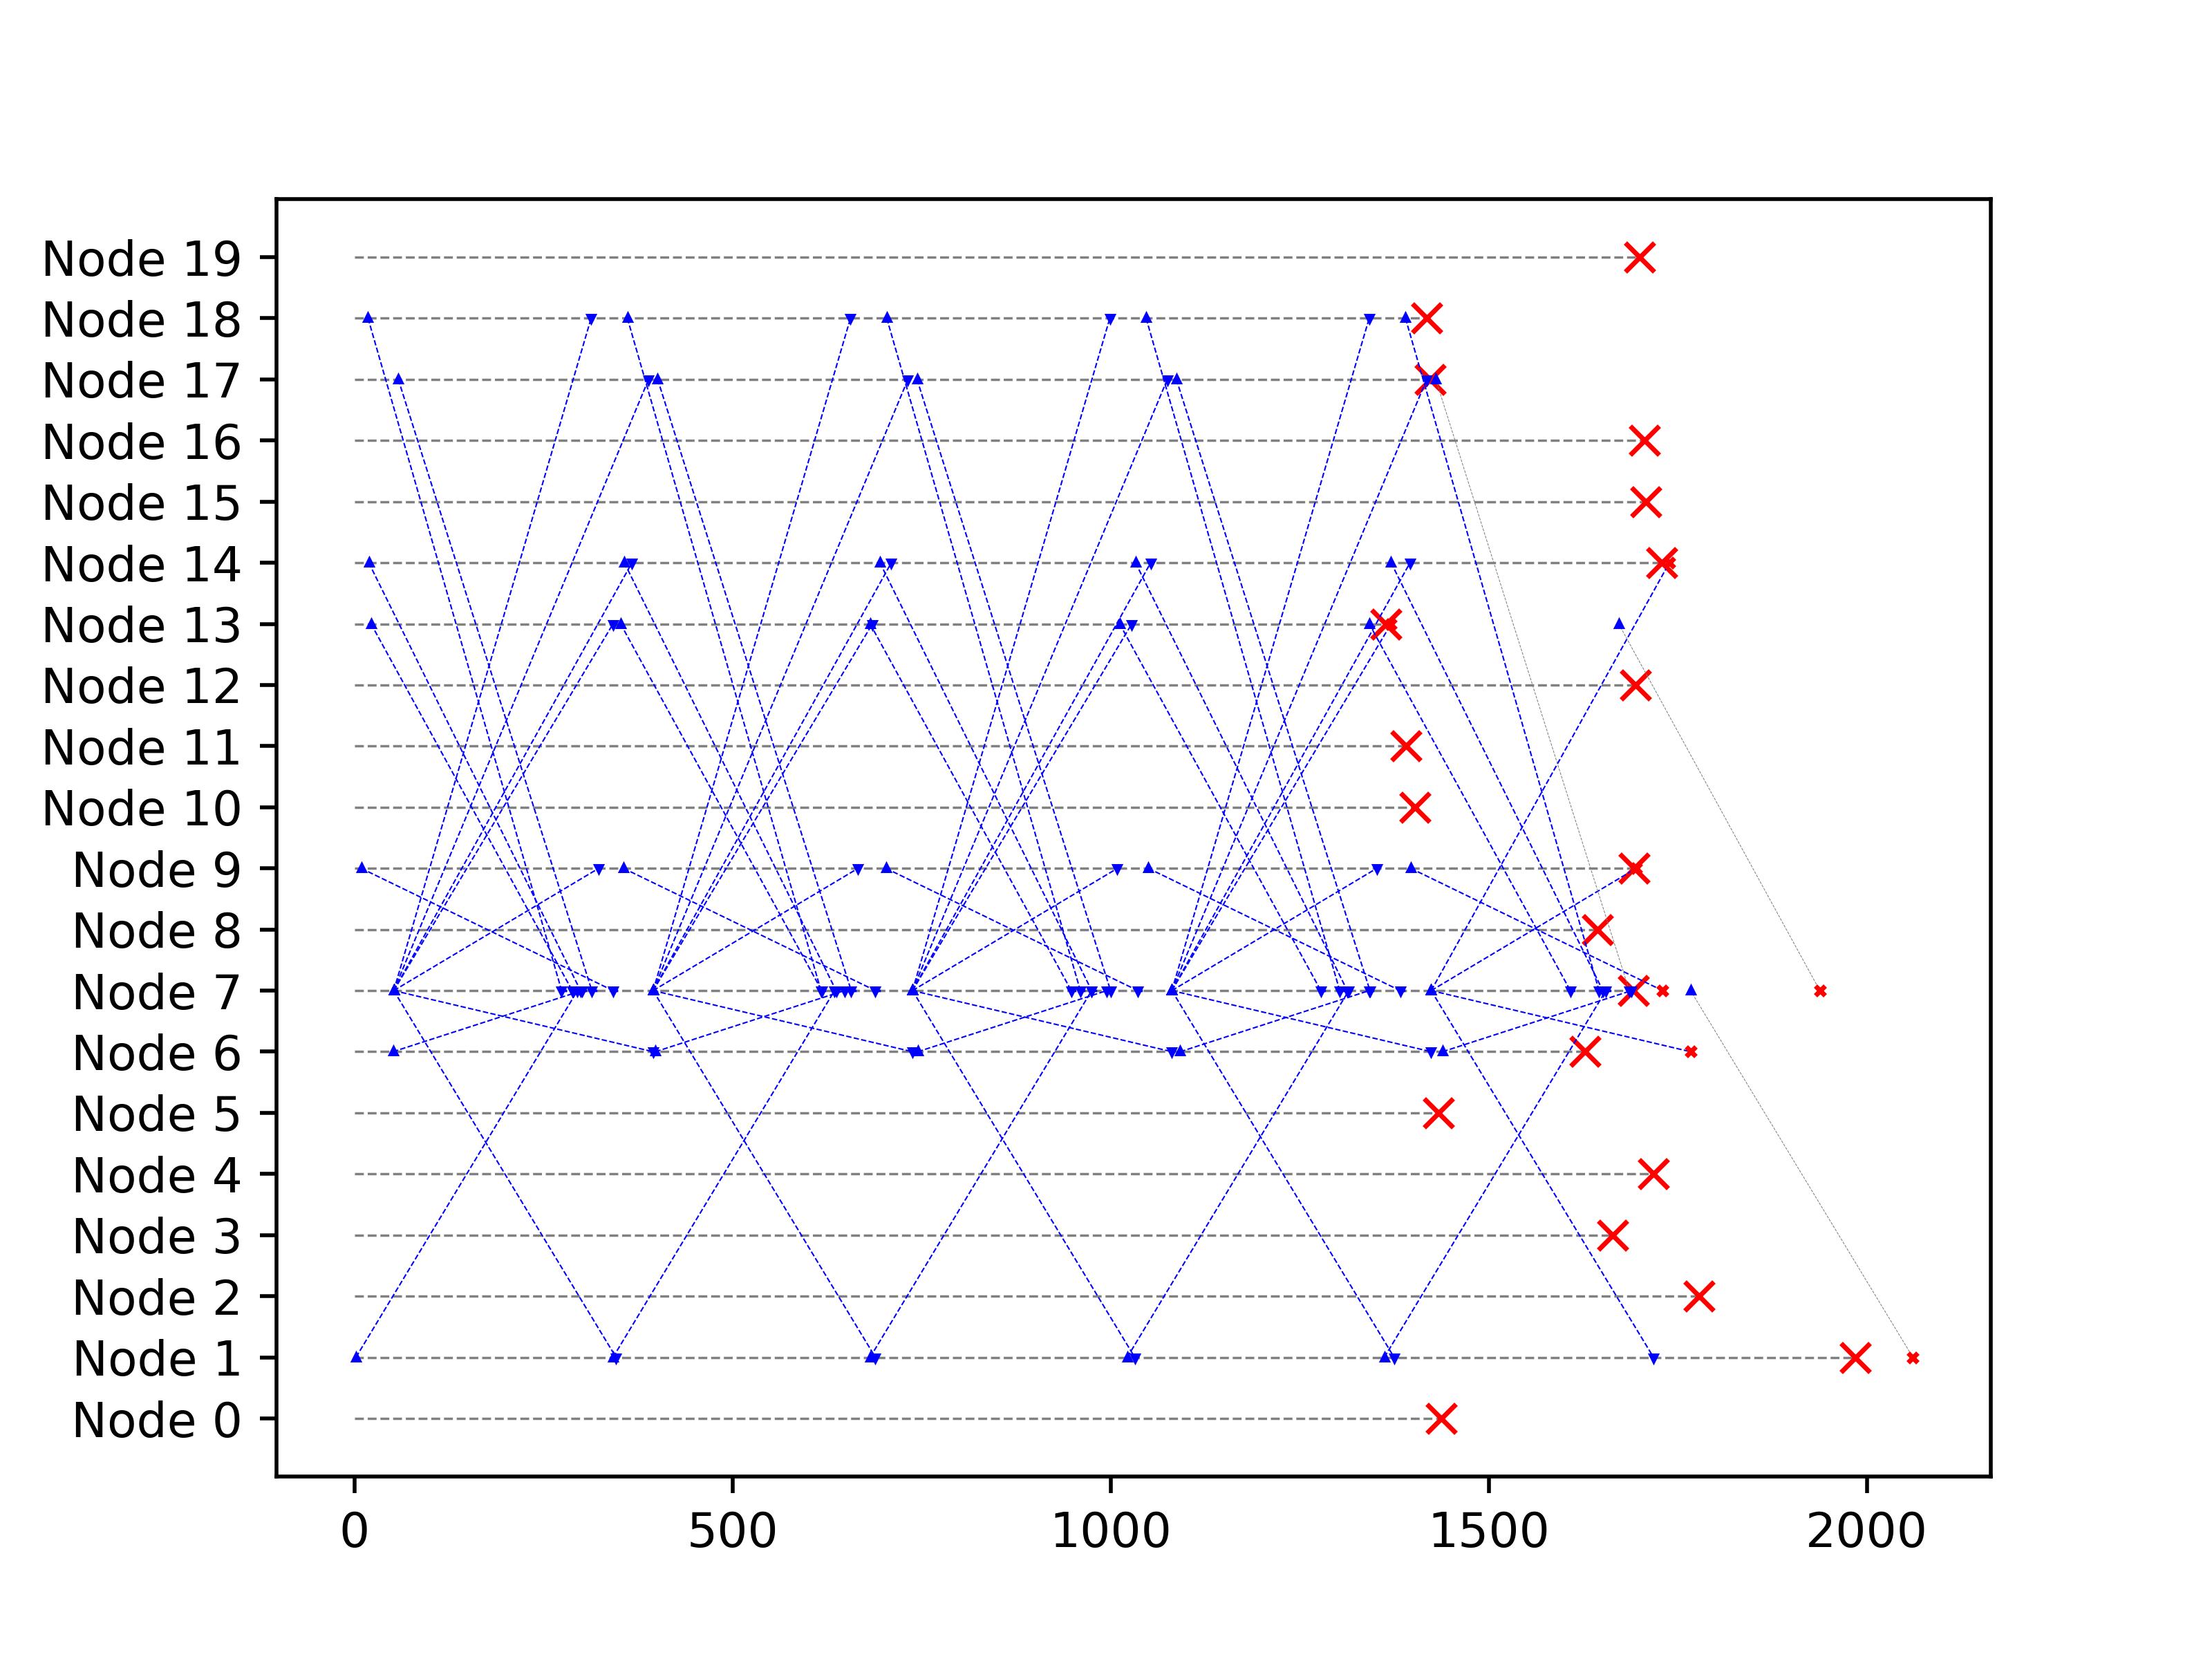 Node 19
Node 18
Node 17
Node 16
Node 15
Node 14
Node 13
Node 12
Node 11
Node 10
Node 9
Node 8
Node 7
Node 6
Node 5
Node 4
Node 3
Node 2
Node 1
Node 0
0 500 1000 1500 2000